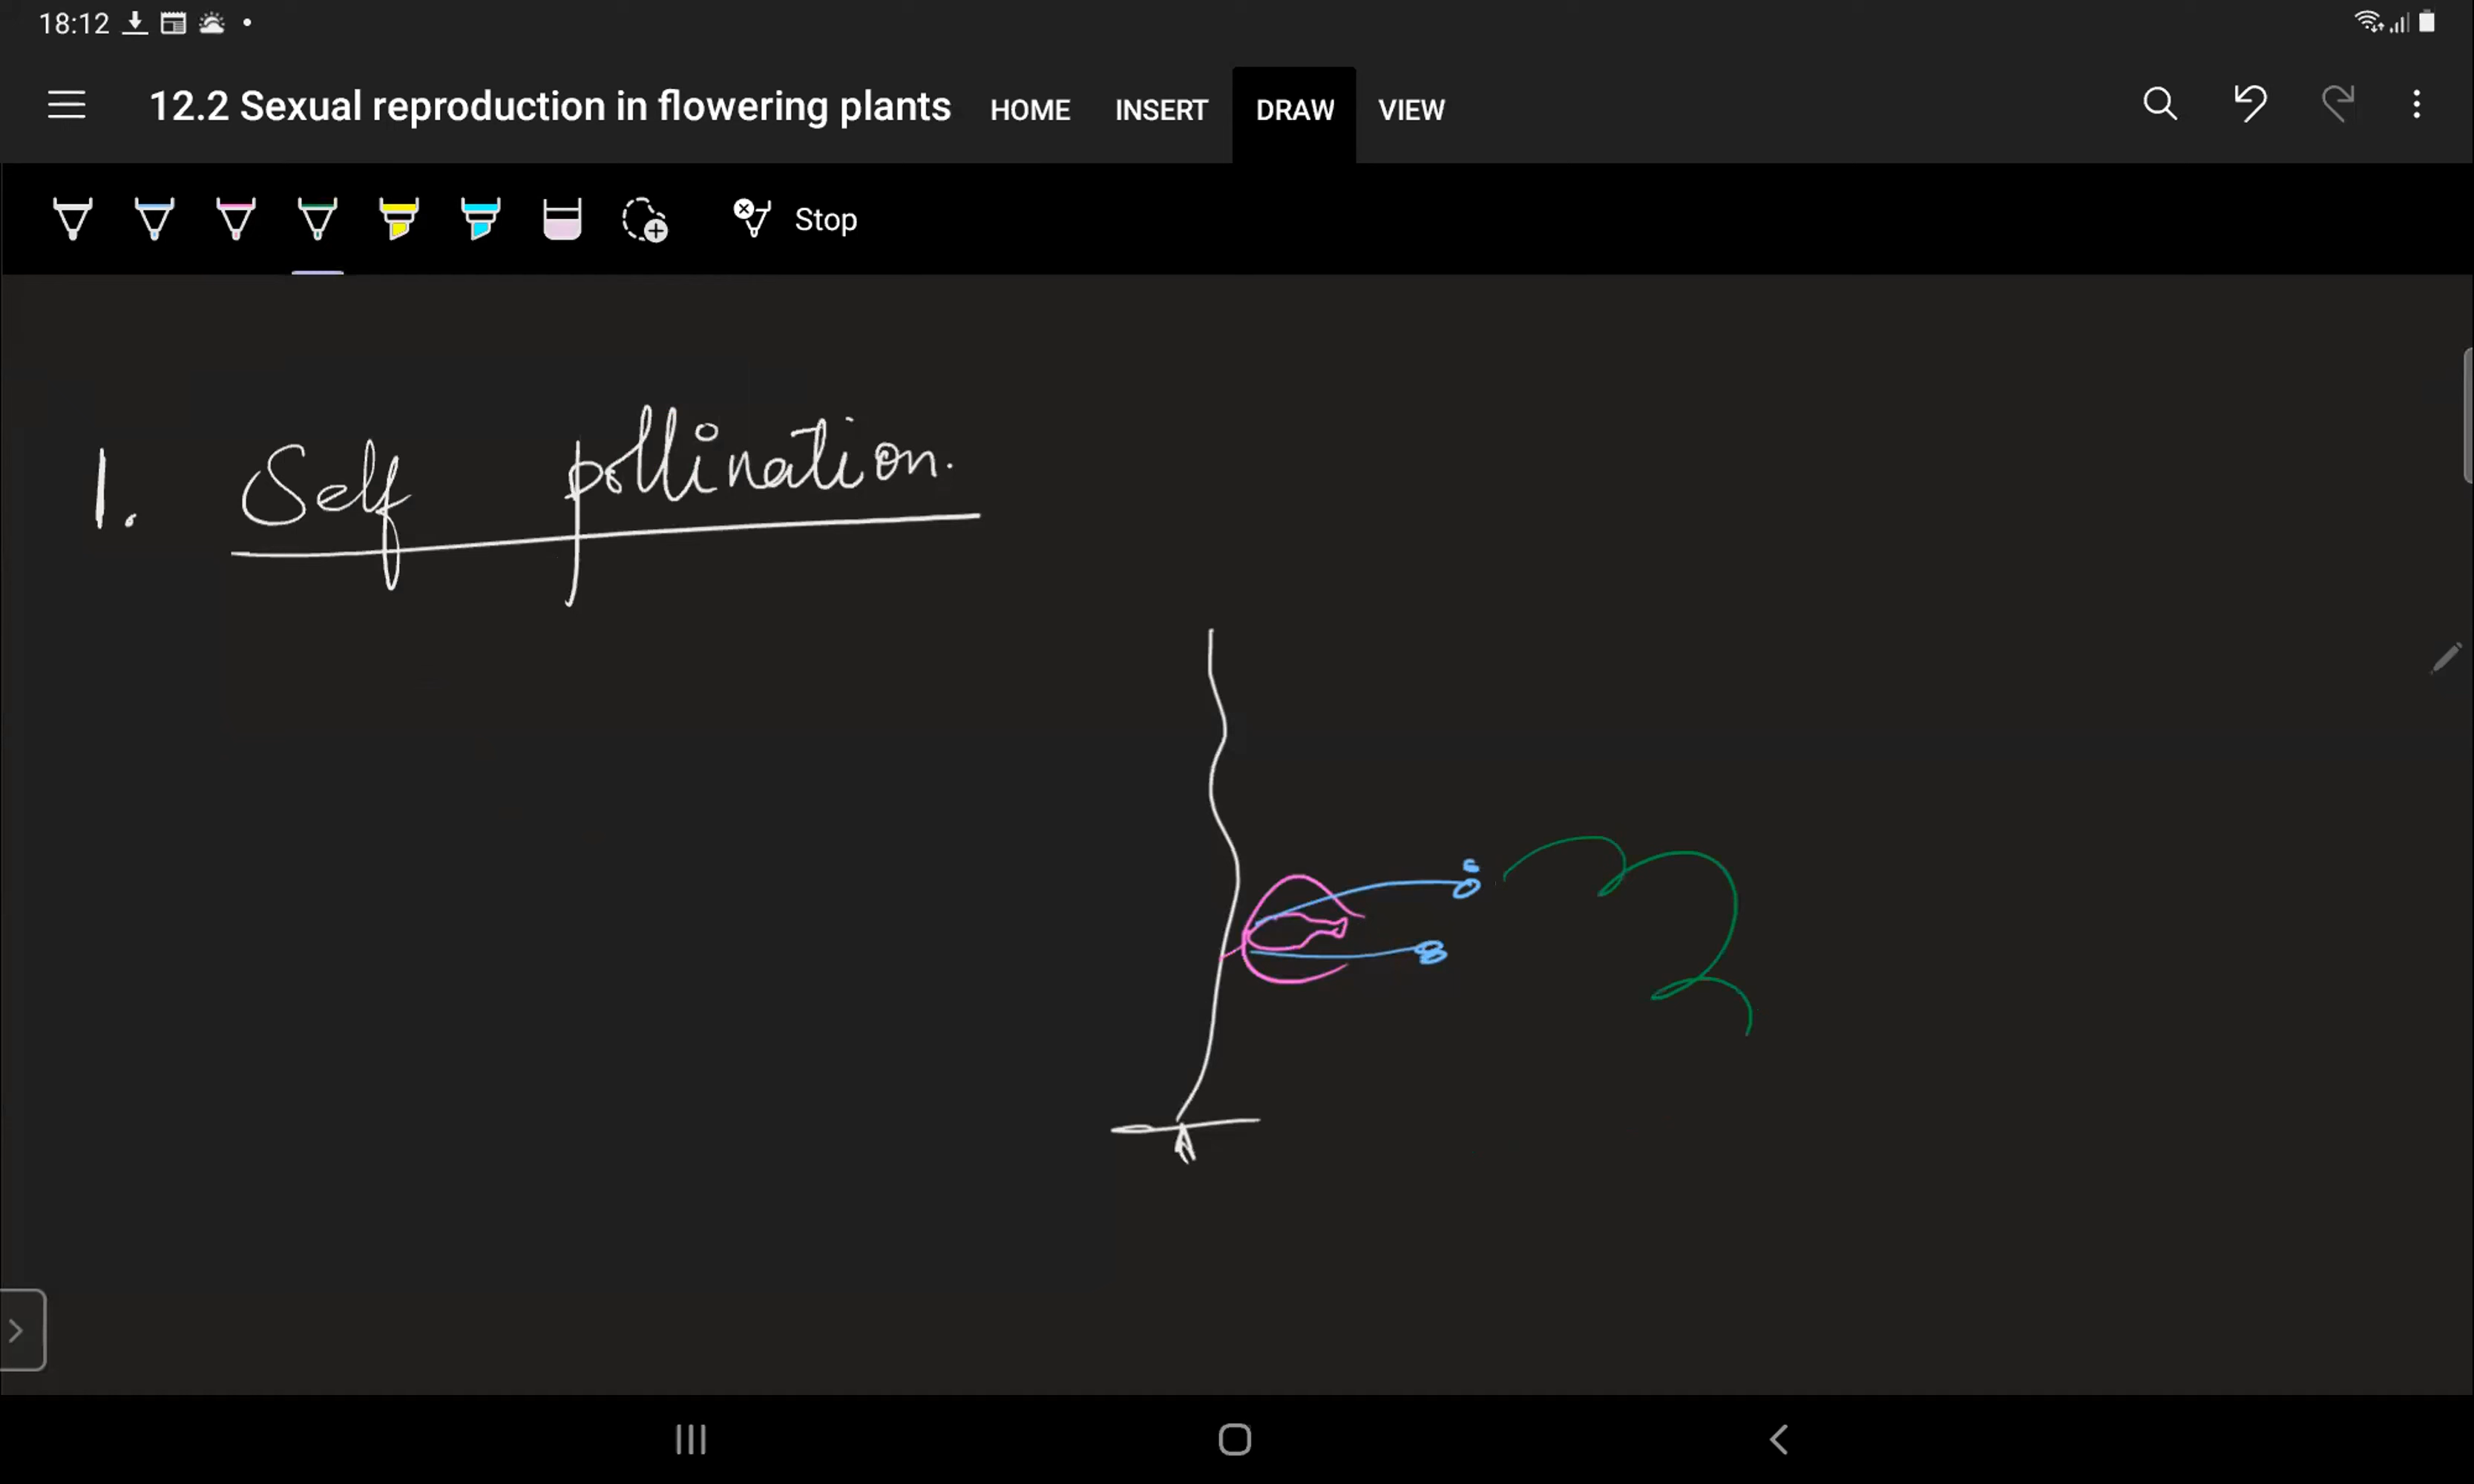 18:12
12.2 Sexual reproduction in flowering plants HOME INSERT DRAW VIEW
Stop
1. Self pollination.